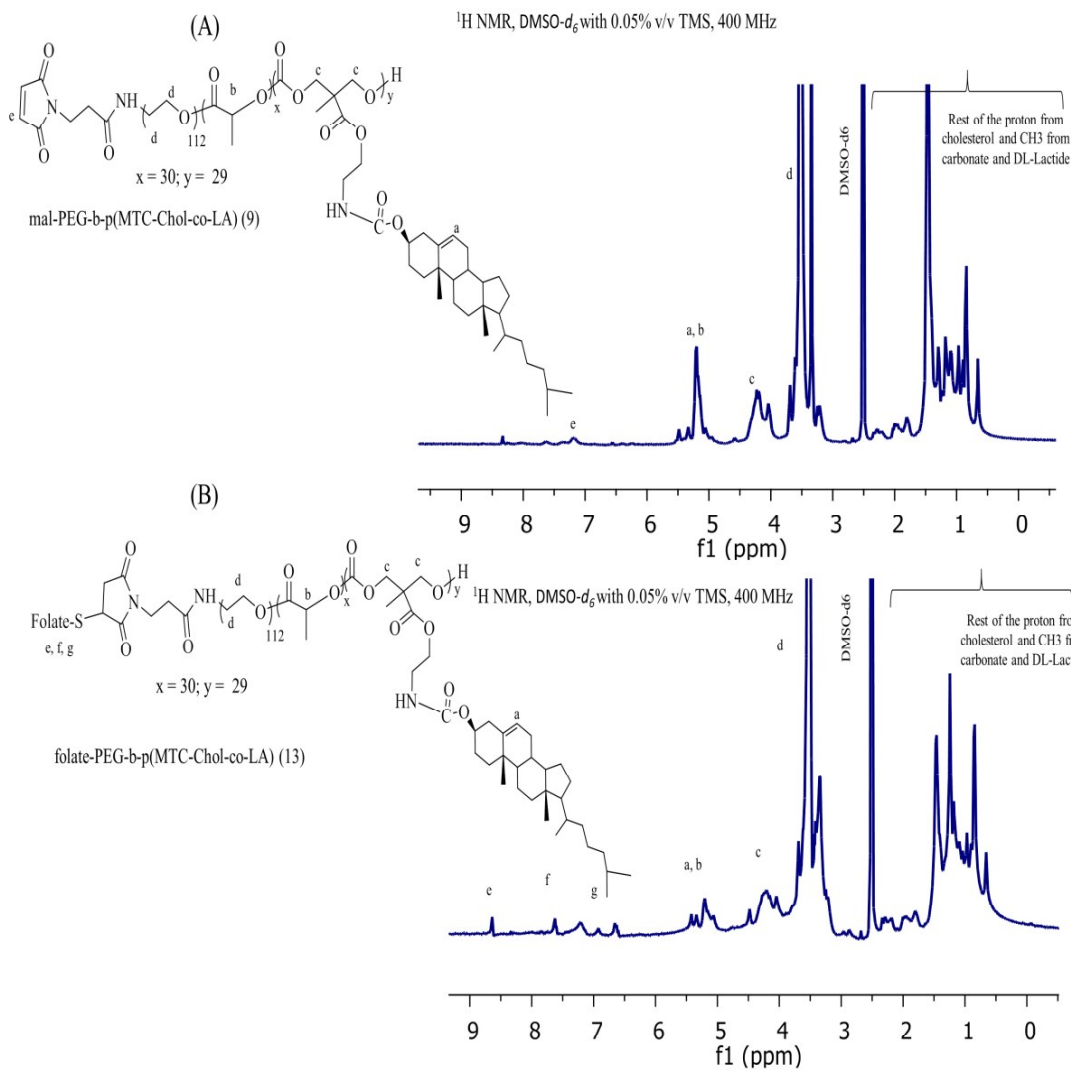 (A)
¹H NMR, DMSO-d₆ with 0.05% v/v TMS, 400 MHz
O
O
O
c
c
H
O
N
NH
d
O
b
O
x
O
O
y
e
O
O
d
112
O
O
x = 30; y = 29
mal-PEG-b-p(MTC-Chol-co-LA) (9)
O
HN
C
O
a
d
DMSO-d6
Rest of the proton from
cholesterol and CH3 from
carbonate and DL-Lactide
a, b
c
e
9 8 7 6 5 4 3 2 1 0
f1 (ppm)
(B)
¹H NMR, DMSO-d₆ with 0.05% v/v TMS, 400 MHz
O
O
O
c
c
H
O
N
NH
d
O
b
O
x
O
O
y
Folate-S
O
O
d
112
O
O
e, f, g
x = 30; y = 29
folate-PEG-b-p(MTC-Chol-co-LA) (13)
O
HN
C
O
a
d
DMSO-d6
Rest of the proton fro
cholesterol and CH3 f
carbonate and DL-Lac
e
f
g
a, b
c
9 8 7 6 5 4 3 2 1 0
f1 (ppm)